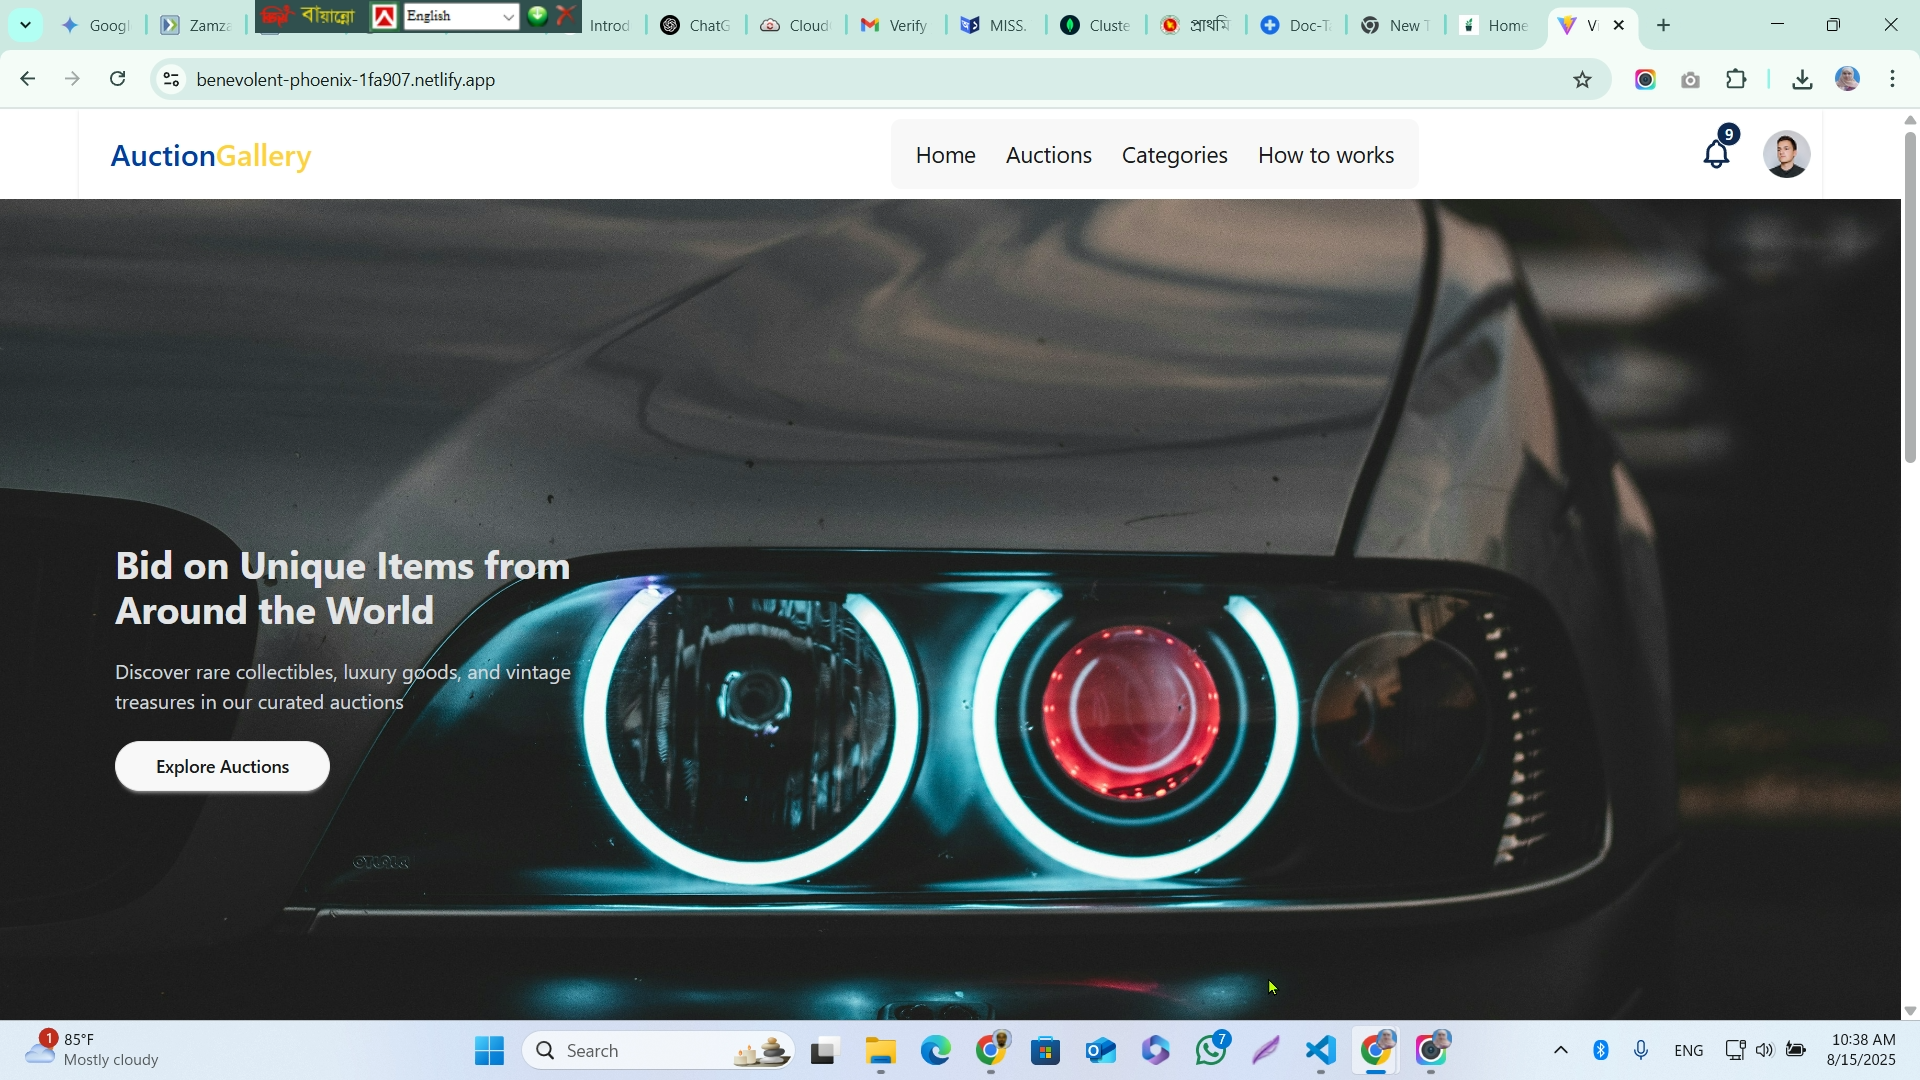 Googl
Zamza
বায়ান্নো
English
Introd
ChatG
Cloud
Verify
MISS.
Cluste
প্রাথমি
Doc-T
New T
Home
Vi
benevolent-phoenix-1fa907.netlify.app
AuctionGallery
Home
Auctions
Categories
How to works
9
Bid on Unique Items from
Around the World
Discover rare collectibles, luxury goods, and vintage
treasures in our curated auctions
Explore Auctions
1
85°F
Mostly cloudy
Search
7
ENG
10:38 AM
8/15/2025